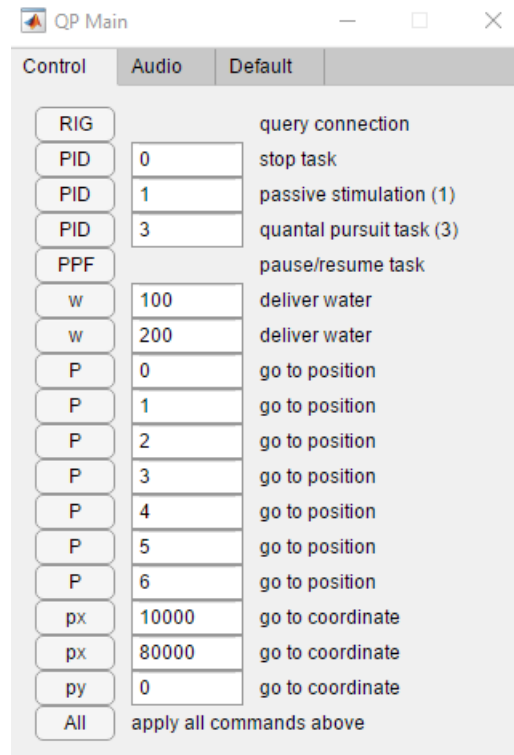 QP Main
Control Audio Default
RIG query connection
PID 0 stop task
PID 1 passive stimulation (1)
PID 3 quantal pursuit task (3)
PPF pause/resume task
w 100 deliver water
w 200 deliver water
P 0 go to position
P 1 go to position
P 2 go to position
P 3 go to position
P 4 go to position
P 5 go to position
P 6 go to position
px 10000 go to coordinate
px 80000 go to coordinate
py 0 go to coordinate
All apply all commands above